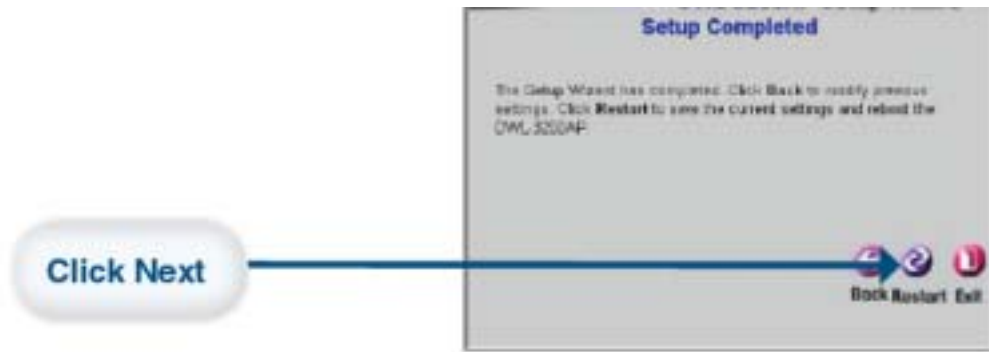 Setup Completed
The Setup Wizard has completed. Click Back to modify previous
settings. Click Restart to save the current settings and reboot the
DWL-3200AP.
Click Next
Back Restart Exit